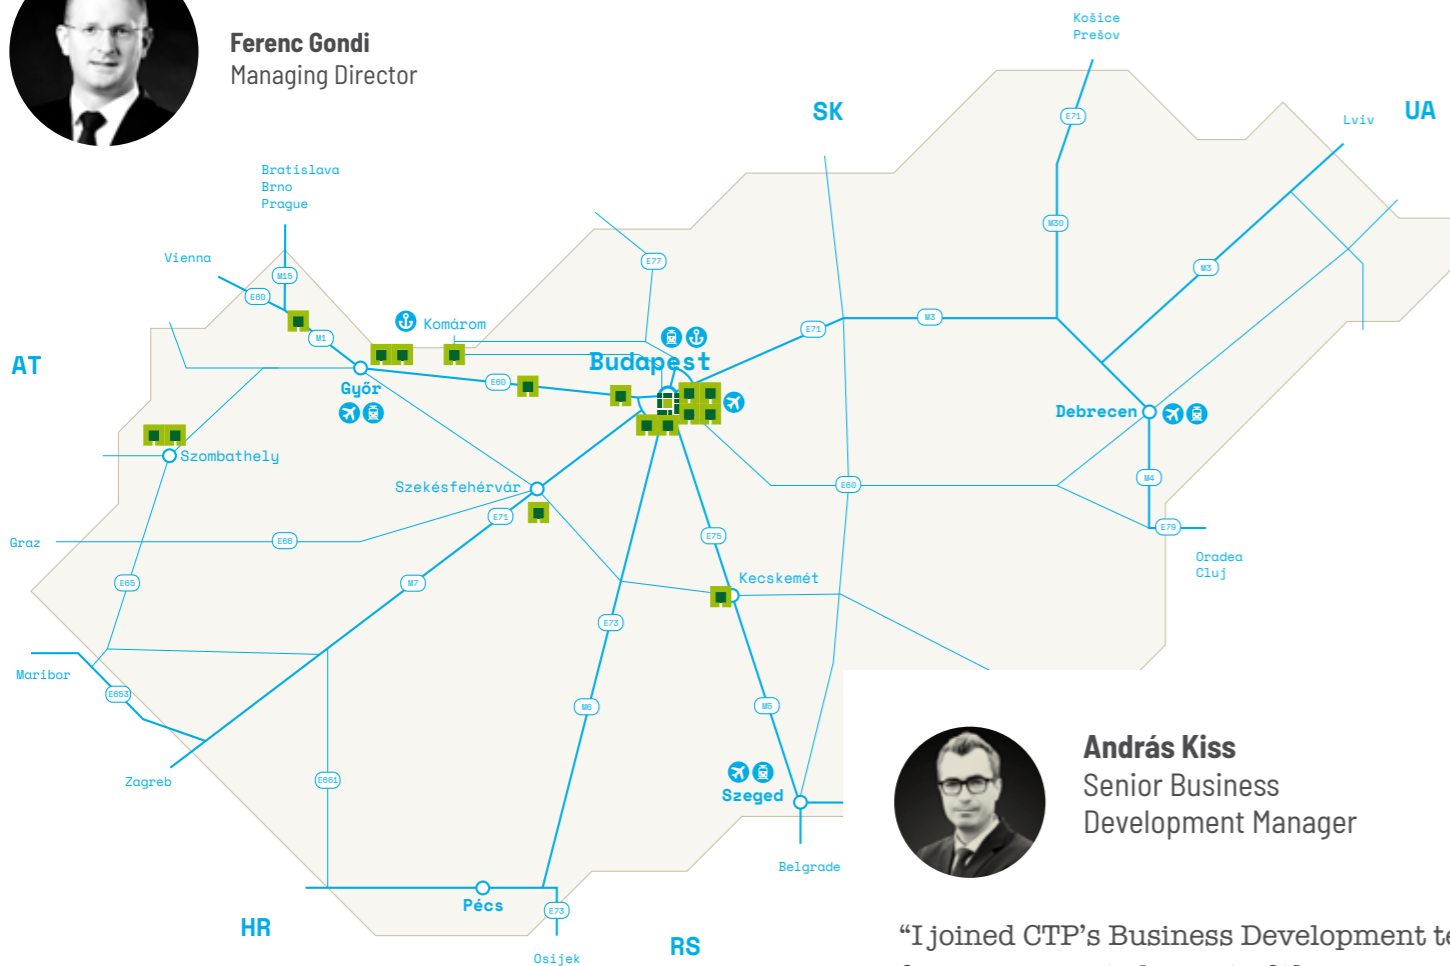 Ferenc Gondi
Managing Director
Košice
Prešov
SK
UA
E71
Lviv
Bratislava
Brno
Prague
Vienna
M15
E60
M30
E77
M3
M1
Komárom
E71
M3
AT
Budapest
Győr
E60
Debrecen
Szombathely
Szekésfehérvár
E60
M4
E71
E79
Graz
E66
E75
Oradea
Cluj
E65
M7
Kecskemét
E73
Maribor
E653
M6
M5
András Kiss
Senior Business
Development Manager
Zagreb
E661
Szeged
Belgrade
Pécs
E73
HR
RS
Osijek
“I joined CTP’s Business Development te